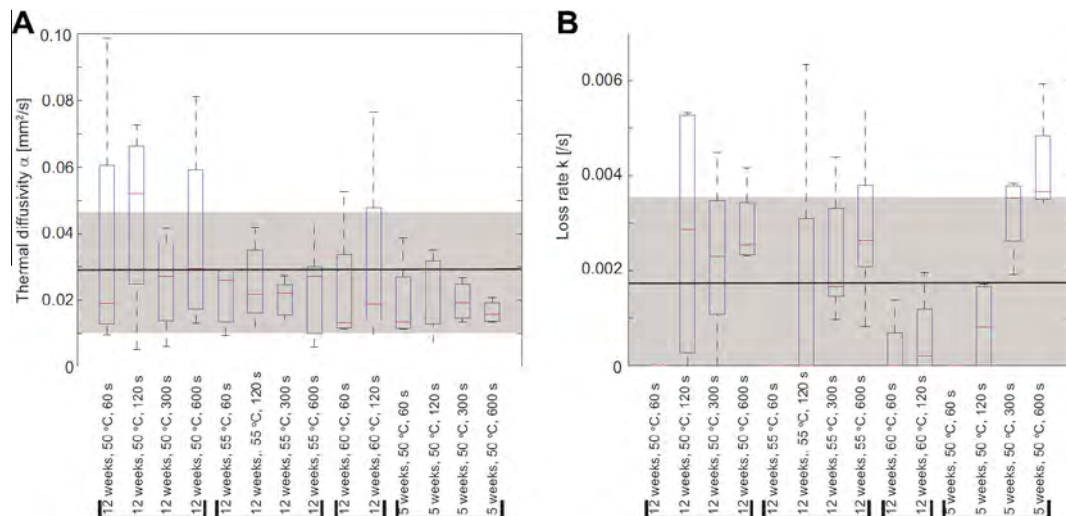 A
B
Thermal diffusivity α [mm²/s]
0.10
0.08
0.06
0.04
0.02
0
12 weeks, 50 °C, 60 s
12 weeks, 50 °C, 120 s
12 weeks, 50 °C, 300 s
12 weeks, 50 °C, 600 s
12 weeks, 55 °C, 60 s
12 weeks,. 55 °C, 120 s
12 weeks, 55 °C, 300 s
12 weeks, 55 °C, 600 s
12 weeks, 60 °C, 60 s
12 weeks, 60 °C, 120 s
5 weeks, 50 °C, 60 s
5 weeks, 50 °C, 120 s
5 weeks, 50 °C, 300 s
5 weeks, 50 °C, 600 s
Loss rate k [/s]
0.006
0.004
0.002
0
12 weeks, 50 °C, 60 s
12 weeks, 50 °C, 120 s
12 weeks, 50 °C, 300 s
12 weeks, 50 °C, 600 s
12 weeks, 55 °C, 60 s
12 weeks,. 55 °C, 120 s
12 weeks, 55 °C, 300 s
12 weeks, 55 °C, 600 s
12 weeks, 60 °C, 60 s
12 weeks, 60 °C, 120 s
5 weeks, 50 °C, 60 s
5 weeks, 50 °C, 120 s
5 weeks, 50 °C, 300 s
5 weeks, 50 °C, 600 s